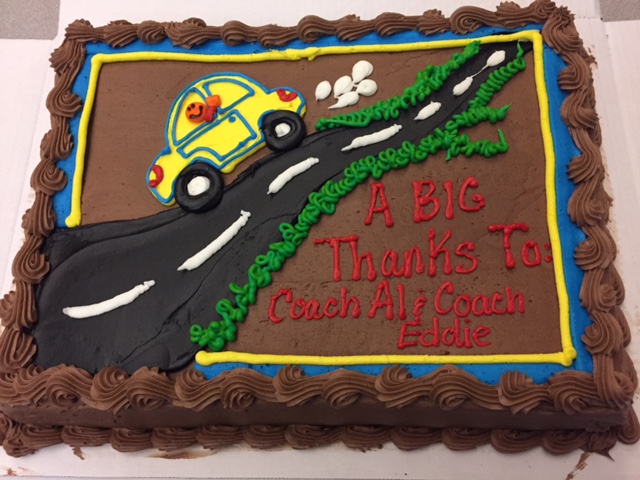 A BIG
Thanks To:
Coach Al & Coach
Eddie